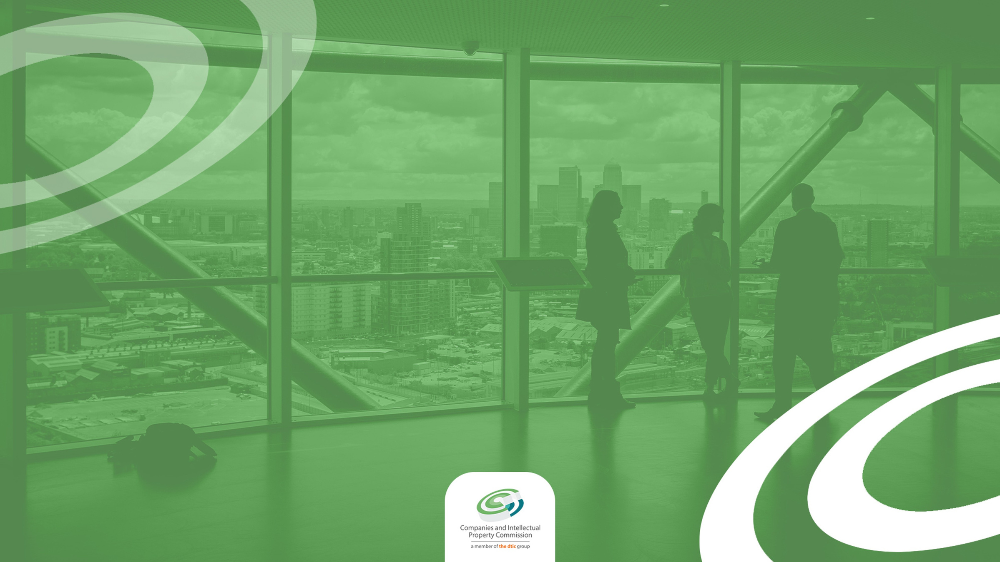 Companies and Intellectual
Property Commission
a member of the dtic group